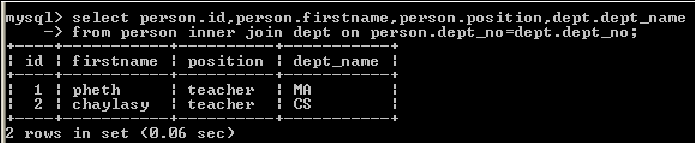 mysql> select person.id,person.firstname,person.position,dept.dept_name
    -> from person inner join dept on person.dept_no=dept.dept_no;
+----+-----------+----------+-----------+
| id | firstname | position | dept_name |
+----+-----------+----------+-----------+
|  1 | pheth     | teacher  | MA        |
|  2 | chaylasy  | teacher  | CS        |
+----+-----------+----------+-----------+
2 rows in set (0.06 sec)